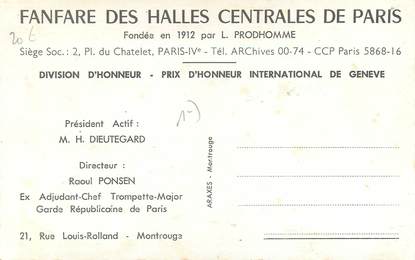 FANFARE DES HALLES CENTRALES DE PARIS
Fondée en 1912 par L. PRODHOMME
Siège Soc. : 2, Pl. du Chatelet, PARIS-IVᵉ - Tél. ARChives 00-74 - CCP Paris 5868-16
20 €
DIVISION D'HONNEUR - PRIX D'HONNEUR INTERNATIONAL DE GENEVE
Président Actif :
M. H. DIEUTEGARD
Directeur :
Raoul PONSEN
Ex Adjudant-Chef Trompette-Major
Garde Républicaine de Paris
21, Rue Louis-Rolland - Montrouge
ARAXES - Montrouge